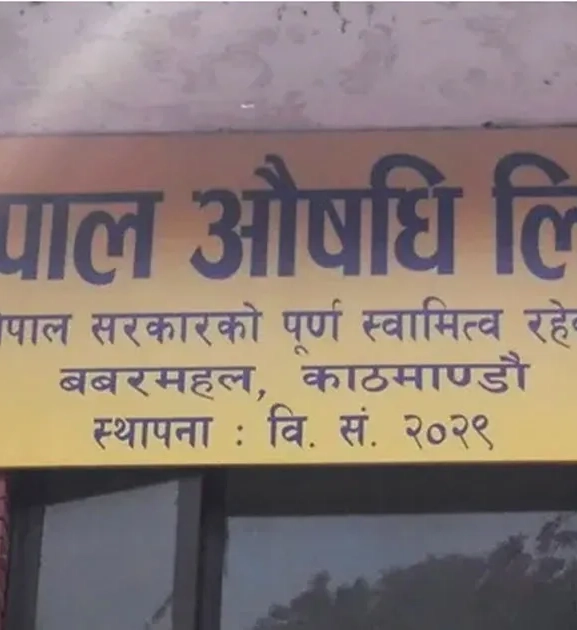 पाल औषधि लि
नेपाल सरकारको पूर्ण स्वामित्व रहे
बबरमहल, काठमाण्डौ
स्थापना : वि. सं. २०२९